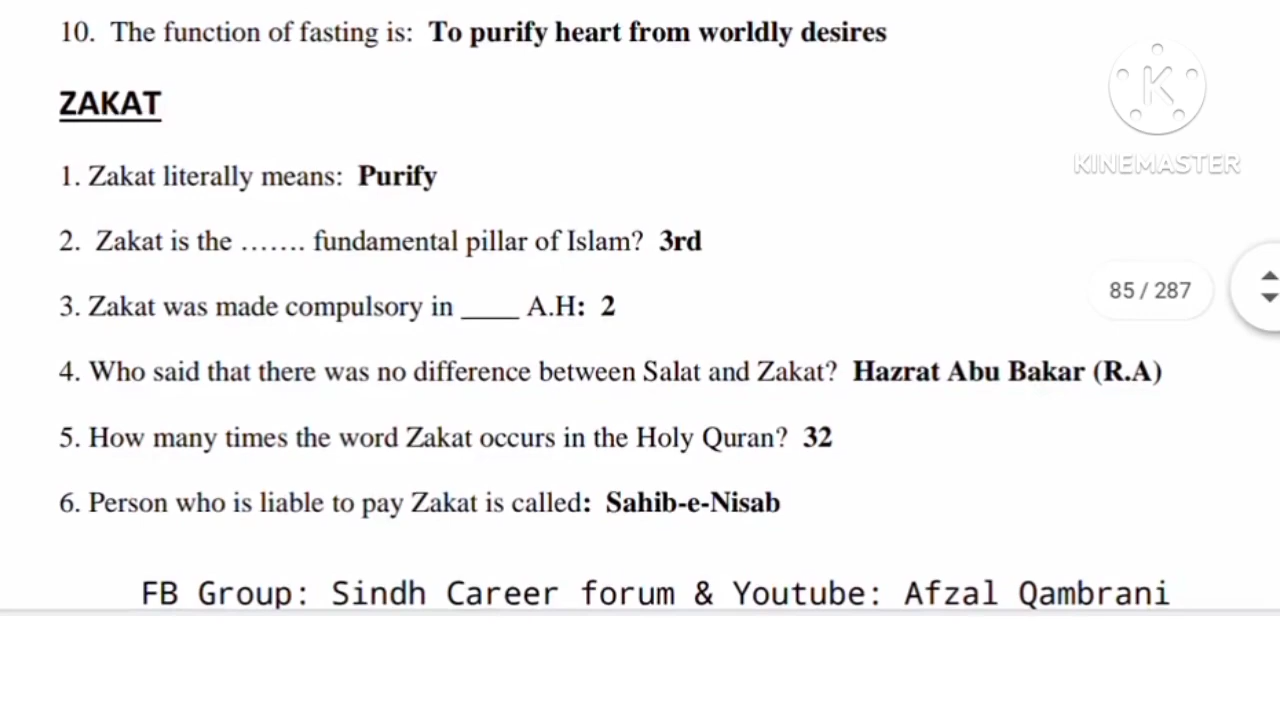 10. The function of fasting is: To purify heart from worldly desires
ZAKAT
K
KINEMASTER
1. Zakat literally means: Purify
2. Zakat is the ……. fundamental pillar of Islam? 3rd
85 / 287
3. Zakat was made compulsory in ____ A.H: 2
4. Who said that there was no difference between Salat and Zakat? Hazrat Abu Bakar (R.A)
5. How many times the word Zakat occurs in the Holy Quran? 32
6. Person who is liable to pay Zakat is called: Sahib-e-Nisab
FB Group: Sindh Career forum & Youtube: Afzal Qambrani